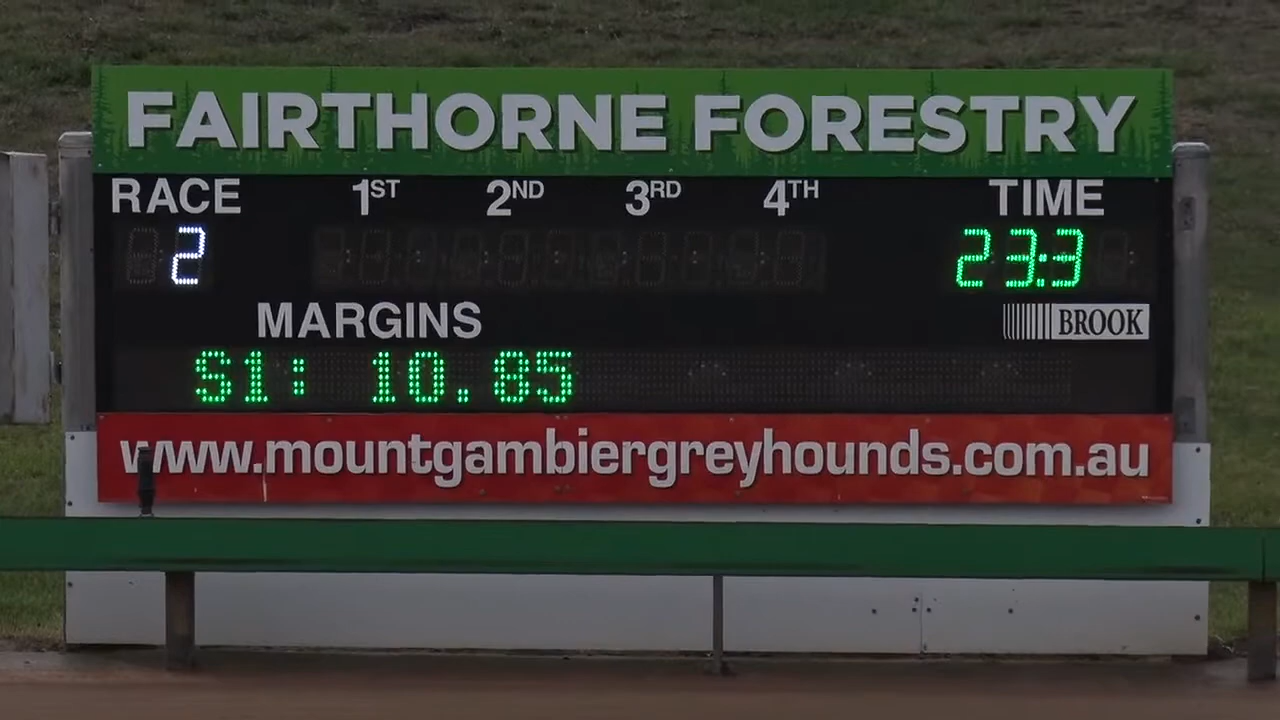 FAIRTHORNE FORESTRY
RACE 1ST 2ND 3RD 4TH TIME
2 23:3
MARGINS
BROOK
S1: 10.85
www.mountgambiergreyhounds.com.au